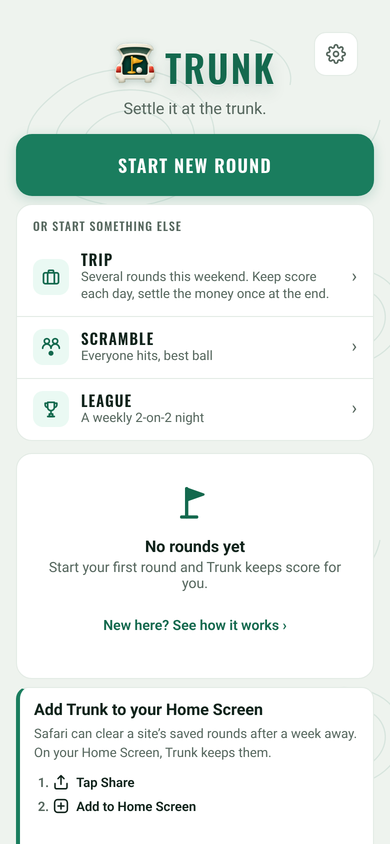 TRUNK
Settle it at the trunk.
START NEW ROUND
OR START SOMETHING ELSE
TRIP
Several rounds this weekend. Keep score
each day, settle the money once at the end.
›
SCRAMBLE
Everyone hits, best ball
›
LEAGUE
A weekly 2-on-2 night
›
No rounds yet
Start your first round and Trunk keeps score for
you.
New here? See how it works ›
Add Trunk to your Home Screen
Safari can clear a site’s saved rounds after a week away.
On your Home Screen, Trunk keeps them.
1. Tap Share
2. Add to Home Screen